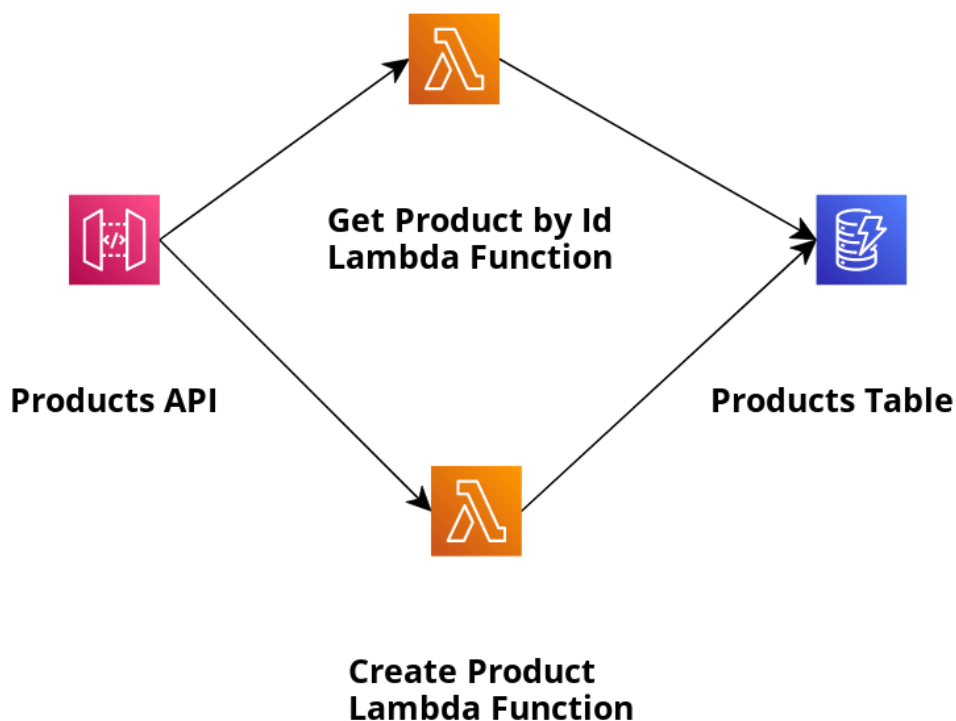 Get Product by Id
Lambda Function
Products API
Products Table
Create Product
Lambda Function